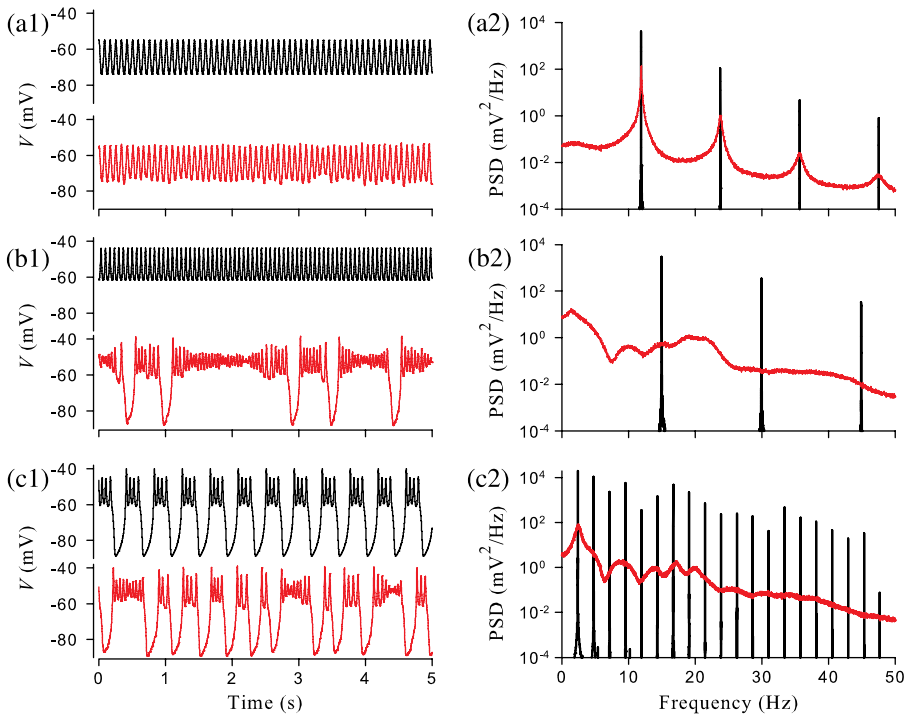 (a1)
-40
-60
-80
-40
-60
-80
V (mV)
(a2)
10^4
10^2
10^0
10^-2
10^-4
PSD (mV^2/Hz)
(b1)
-40
-60
-80
-40
-60
-80
V (mV)
(b2)
10^4
10^2
10^0
10^-2
10^-4
PSD (mV^2/Hz)
(c1)
-40
-60
-80
-40
-60
-80
V (mV)
0 1 2 3 4 5
Time (s)
(c2)
10^4
10^2
10^0
10^-2
10^-4
PSD (mV^2/Hz)
0 10 20 30 40 50
Frequency (Hz)